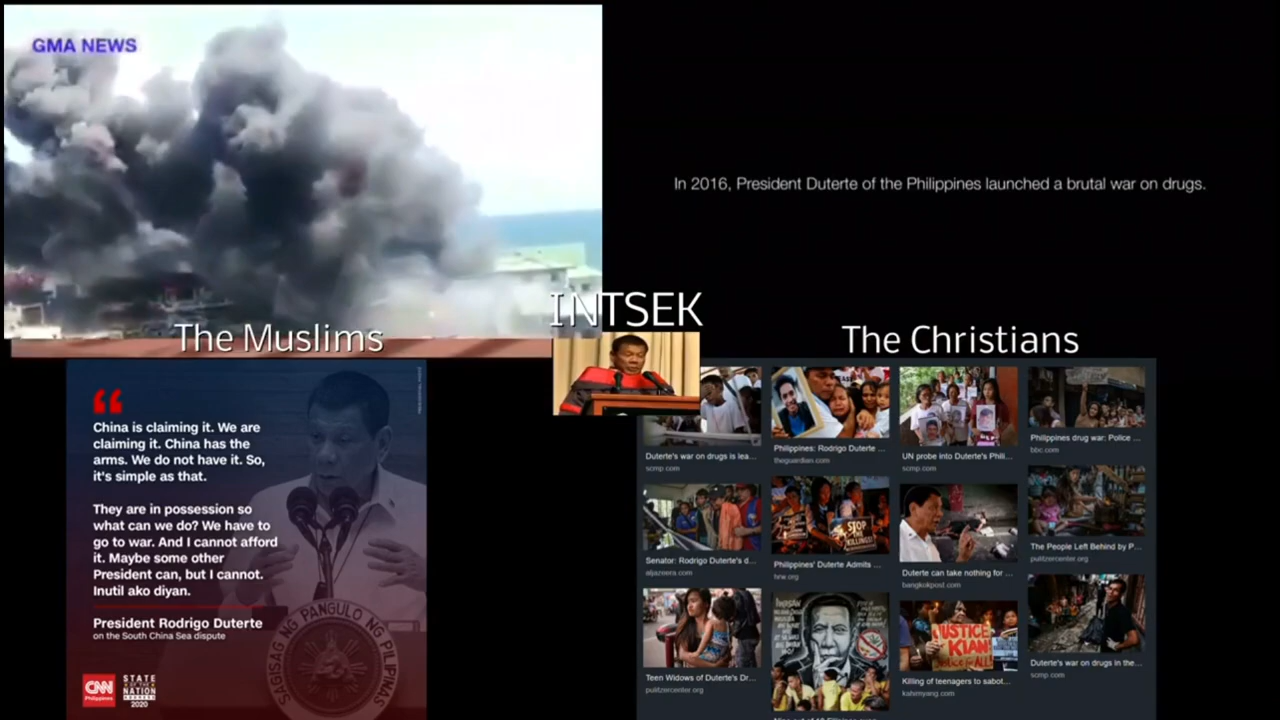 GMA NEWS
In 2016, President Duterte of the Philippines launched a brutal war on drugs.
INTSEK
The Muslims
The Christians
China is claiming it. We are
claiming it. China has the
arms. We do not have it. So,
it's simple as that.
They are in possession so
what can we do? We have to
go to war. And I cannot afford
it. Maybe some other
President can, but I cannot.
Inutil ako diyan.
President Rodrigo Duterte
on the South China Sea dispute
SAGISAG NG PANGULO NG PILIPINAS
CNN
Philippines
STATE
OF THE
NATION
ADDRESS
2020
Duterte's war on drugs is lea...
scmp.com
Philippines: Rodrigo Duterte ...
theguardian.com
UN probe into Duterte's Phili...
scmp.com
Philippines drug war: Police ...
bbc.com
Senator: Rodrigo Duterte's d...
aljazeera.com
STOP
THE
KILLINGS!
Philippines' Duterte Admits ...
hrw.org
Duterte can take nothing for ...
bangkokpost.com
The People Left Behind by P...
pulitzercenter.org
Teen Widows of Duterte's Dr...
pulitzercenter.org
JUSTICE
KIAN
Justice for ALL!
Killing of teenagers to sabot...
kahimyang.com
Duterte's war on drugs in the...
scmp.com